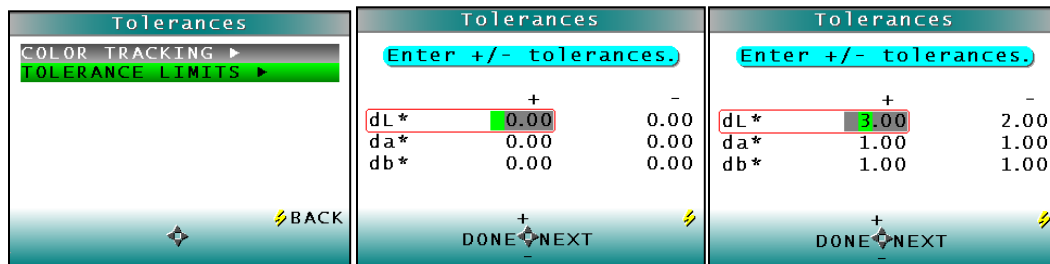 Tolerances
COLOR TRACKING ►
TOLERANCE LIMITS ►
BACK
Tolerances
Enter +/- tolerances.
+ -
dL* 0.00 0.00
da* 0.00 0.00
db* 0.00 0.00
+
DONE NEXT
-
Tolerances
Enter +/- tolerances.
+ -
dL* 3.00 2.00
da* 1.00 1.00
db* 1.00 1.00
+
DONE NEXT
-